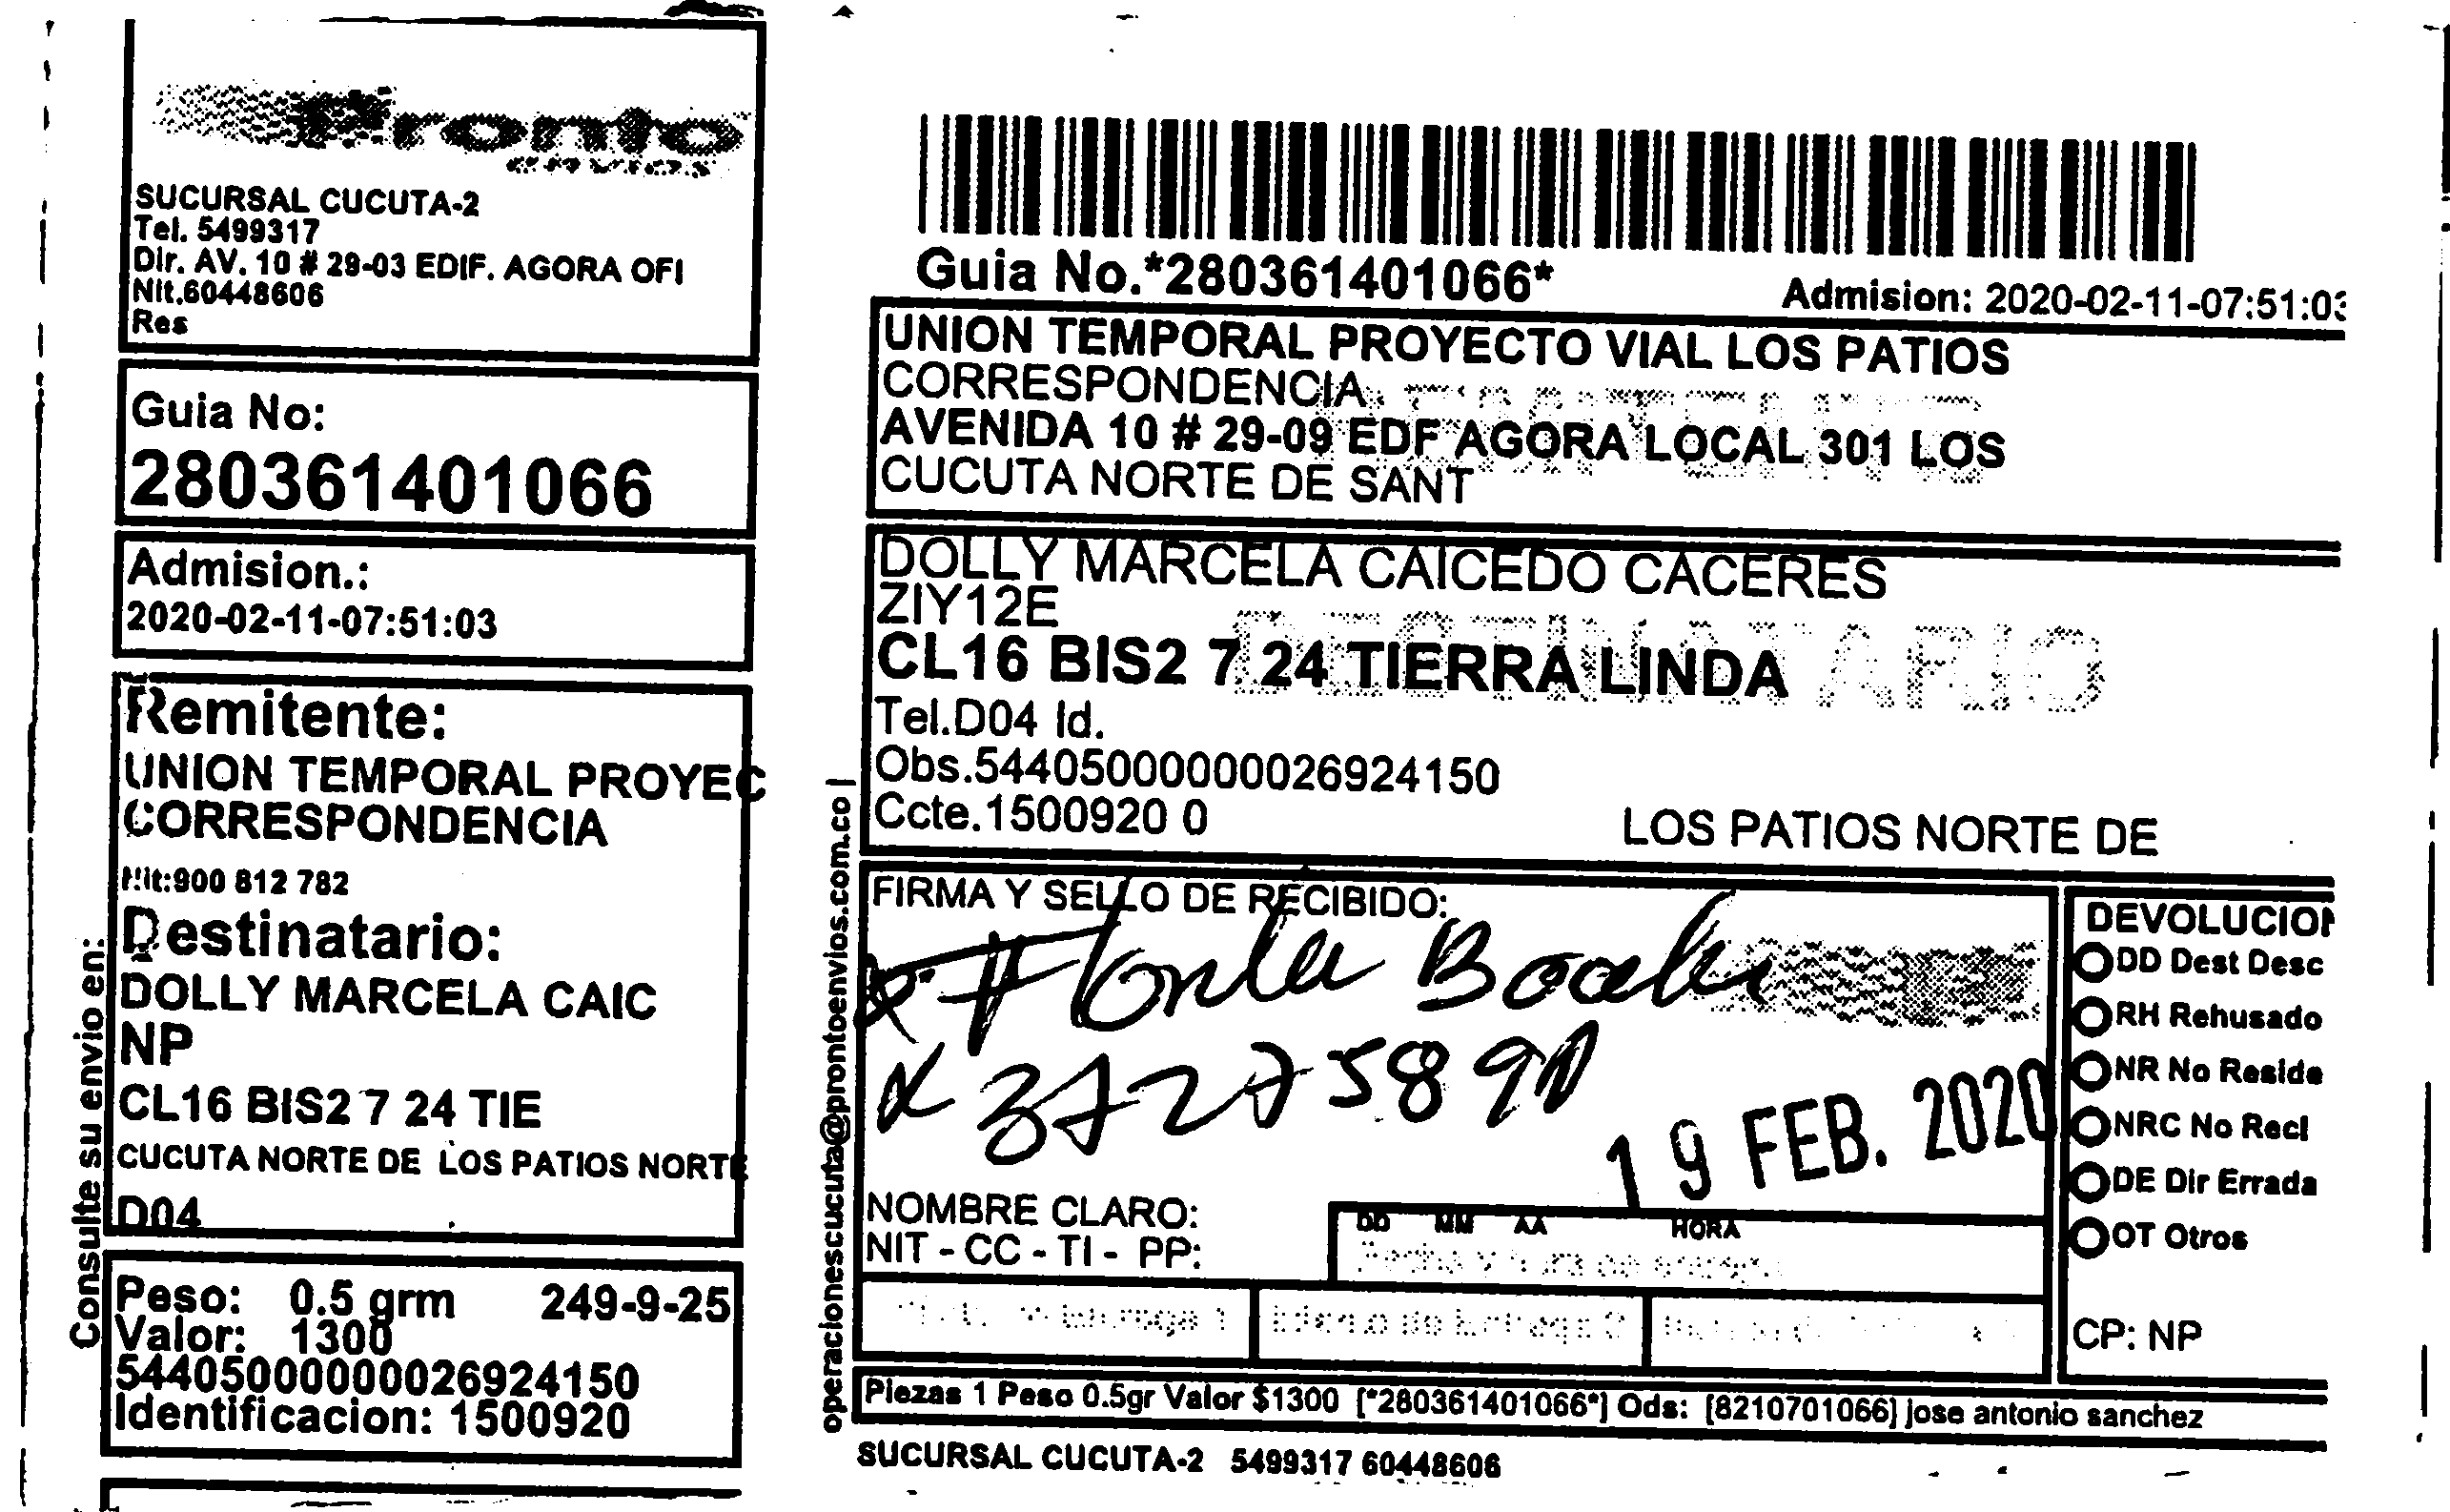 Pronto
SUCURSAL CUCUTA-2
Tel. 5499317
Dir. AV. 10 # 29-03 EDIF. AGORA OFI
Nit.60448606
Res
Guia No:
280361401066
Admision.:
2020-02-11-07:51:03
Remitente:
UNION TEMPORAL PROYEC
CORRESPONDENCIA
Nit:900 812 782
Destinatario:
DOLLY MARCELA CAIC
NP
CL16 BIS2 7 24 TIE
CUCUTA NORTE DE LOS PATIOS NORTE
D04
Peso: 0.5 grm 249-9-25
Valor: 1300
544050000000026924150
Identificacion: 1500920
Consulte su envio en:
operacionescucuta@prontoenvios.com.co |
Guia No.*280361401066*
Admision: 2020-02-11-07:51:03
UNION TEMPORAL PROYECTO VIAL LOS PATIOS
CORRESPONDENCIA
AVENIDA 10 # 29-09 EDF AGORA LOCAL 301 LOS
CUCUTA NORTE DE SANT
REMITENTE
DOLLY MARCELA CAICEDO CACERES
ZIY12E
CL16 BIS2 7 24 TIERRA LINDA
DESTINATARIO
Tel.D04 Id.
Obs.544050000000026924150
Ccte.1500920 0
LOS PATIOS NORTE DE
FIRMA Y SELLO DE RECIBIDO:
19 FEB. 2020
NOMBRE CLARO:
NIT - CC - TI - PP:
DD MM AA HORA
DEVOLUCION
DD Dest Desc
RH Rehusado
NR No Reside
NRC No Recl
DE Dir Errada
OT Otros
CP: NP
Piezas 1 Peso 0.5gr Valor $1300 [*280361401066*] Ods: [8210701066] jose antonio sanchez
SUCURSAL CUCUTA-2 5499317 60448606